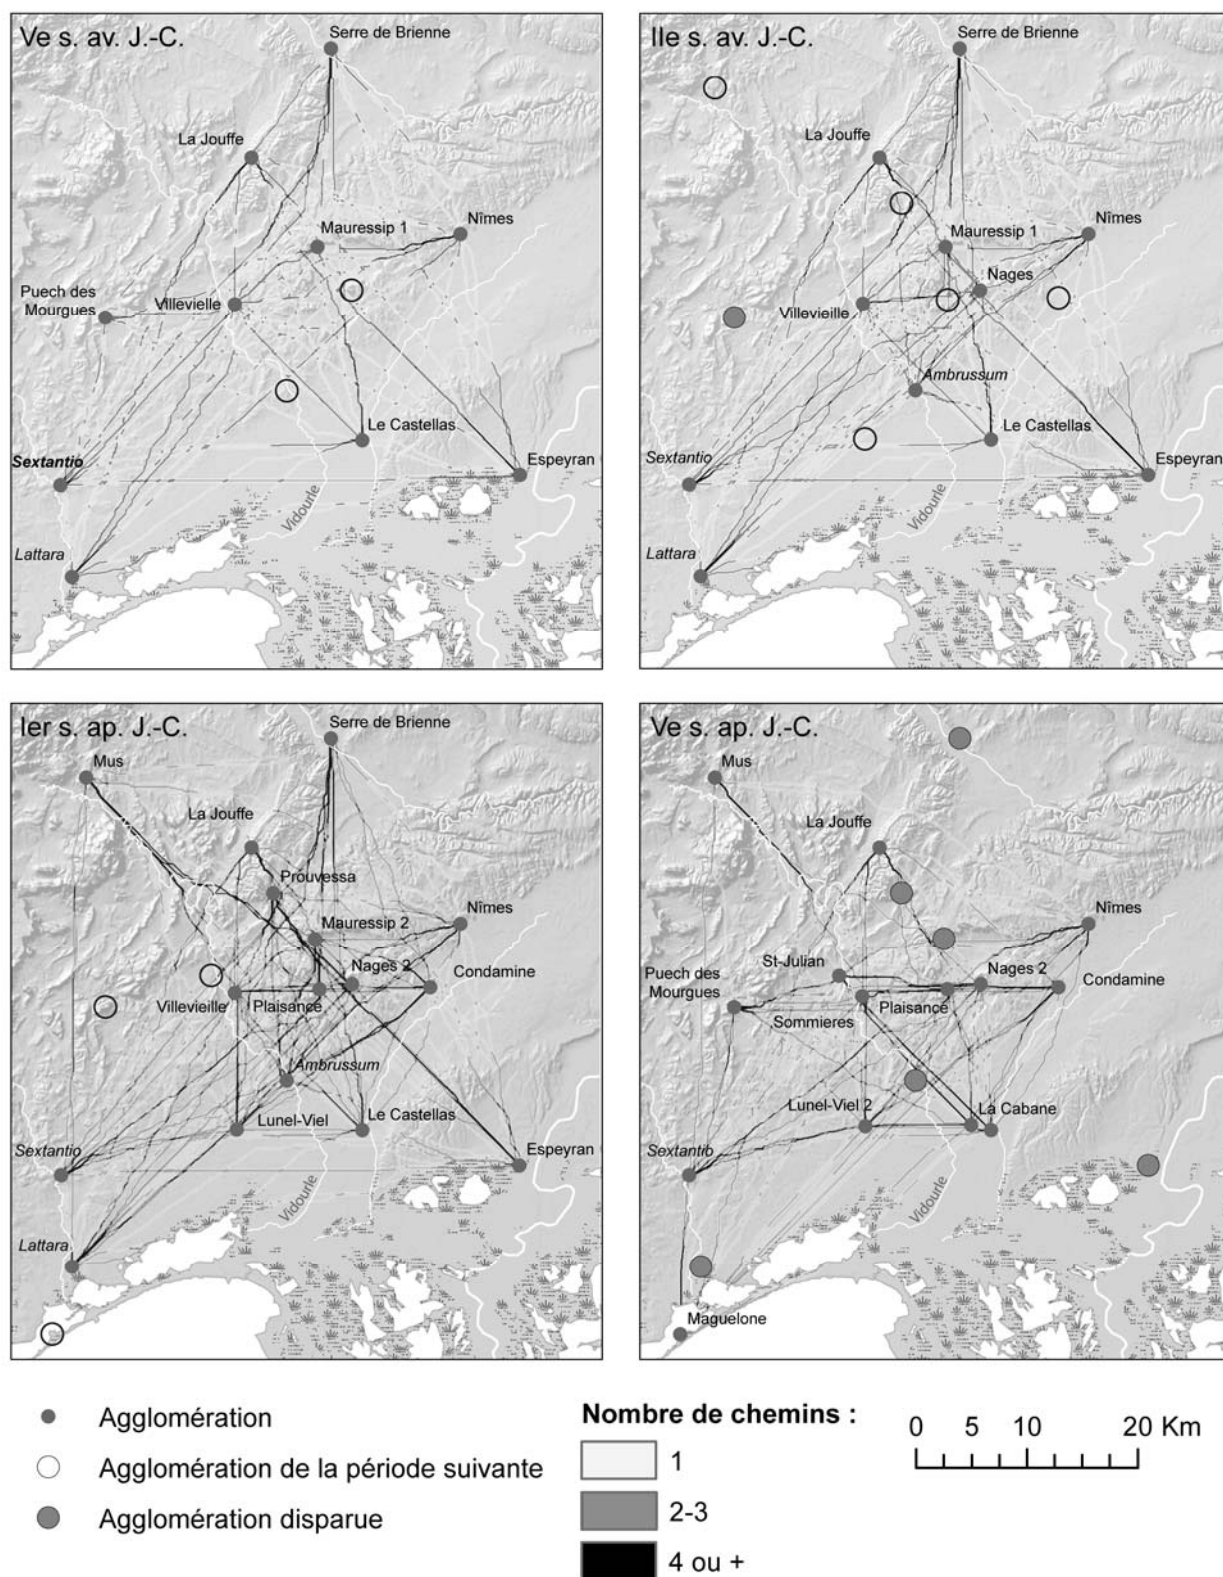 Ve s. av. J.-C.
Serre de Brienne
La Jouffe
Mauressip 1
Nîmes
Puech des
Mourgues
Villevielle
Le Castellas
Sextantio
Espeyran
Vidourle
Lattara
IIe s. av. J.-C.
Serre de Brienne
La Jouffe
Mauressip 1
Nîmes
Nages
Villevieille
Ambrussum
Le Castellas
Sextantio
Espeyran
Vidourle
Lattara
Ier s. ap. J.-C.
Serre de Brienne
Mus
La Jouffe
Prouvessa
Mauressip 2
Nîmes
Nages 2
Condamine
Villevieille
Plaisance
Ambrussum
Lunel-Viel
Le Castellas
Sextantio
Espeyran
Vidourle
Lattara
Ve s. ap. J.-C.
Mus
La Jouffe
Nîmes
St-Julian
Nages 2
Puech des
Mourgues
Condamine
Plaisance
Sommieres
Lunel-Viel 2
La Cabane
Sextantio
Vidourle
Maguelone
Agglomération
Agglomération de la période suivante
Agglomération disparue
Nombre de chemins :
1
2-3
4 ou +
0 5 10 20 Km